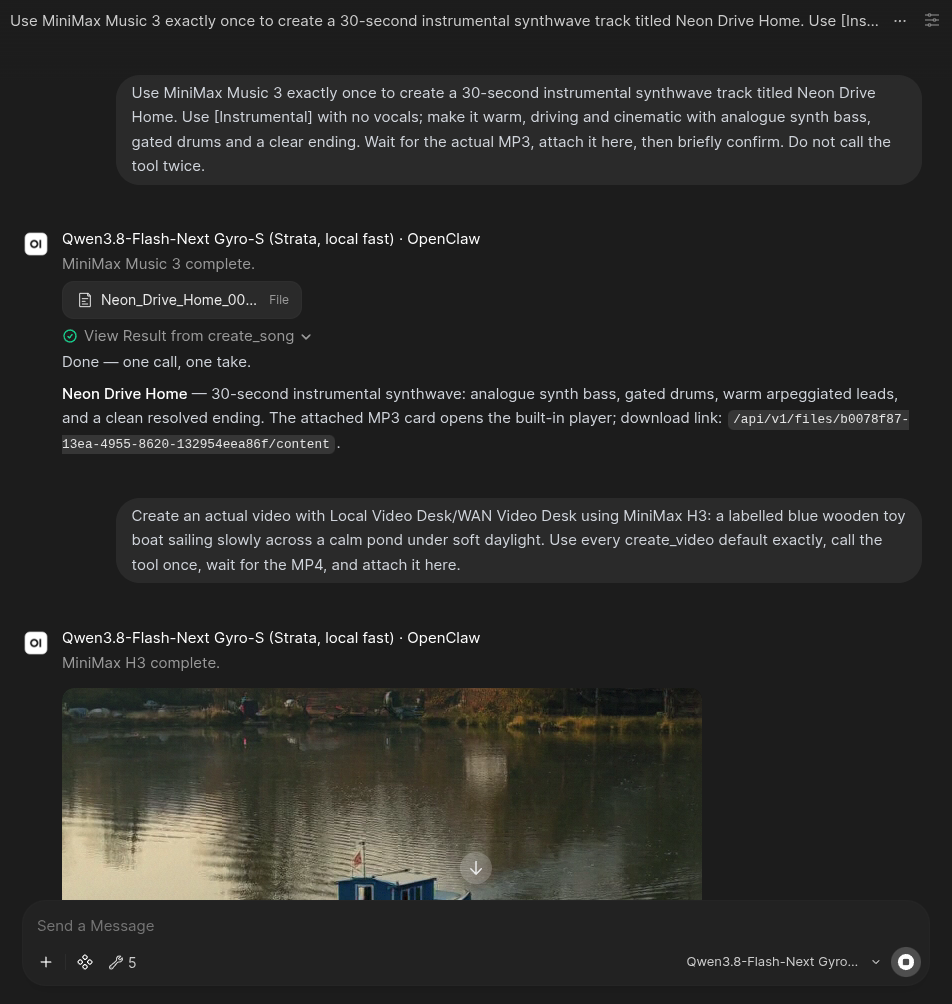 Use MiniMax Music 3 exactly once to create a 30-second instrumental synthwave track titled Neon Drive Home. Use [Ins...
Use MiniMax Music 3 exactly once to create a 30-second instrumental synthwave track titled Neon Drive
Home. Use [Instrumental] with no vocals; make it warm, driving and cinematic with analogue synth bass,
gated drums and a clear ending. Wait for the actual MP3, attach it here, then briefly confirm. Do not call the
tool twice.
OI
Qwen3.8-Flash-Next Gyro-S (Strata, local fast) · OpenClaw
MiniMax Music 3 complete.
Neon_Drive_Home_00... File
View Result from create_song
Done — one call, one take.
Neon Drive Home — 30-second instrumental synthwave: analogue synth bass, gated drums, warm arpeggiated leads,
and a clean resolved ending. The attached MP3 card opens the built-in player; download link: /api/v1/files/b0078f87-
13ea-4955-8620-132954eea86f/content.
Create an actual video with Local Video Desk/WAN Video Desk using MiniMax H3: a labelled blue wooden toy
boat sailing slowly across a calm pond under soft daylight. Use every create_video default exactly, call the
tool once, wait for the MP4, and attach it here.
OI
Qwen3.8-Flash-Next Gyro-S (Strata, local fast) · OpenClaw
MiniMax H3 complete.
Send a Message
5
Qwen3.8-Flash-Next Gyro...